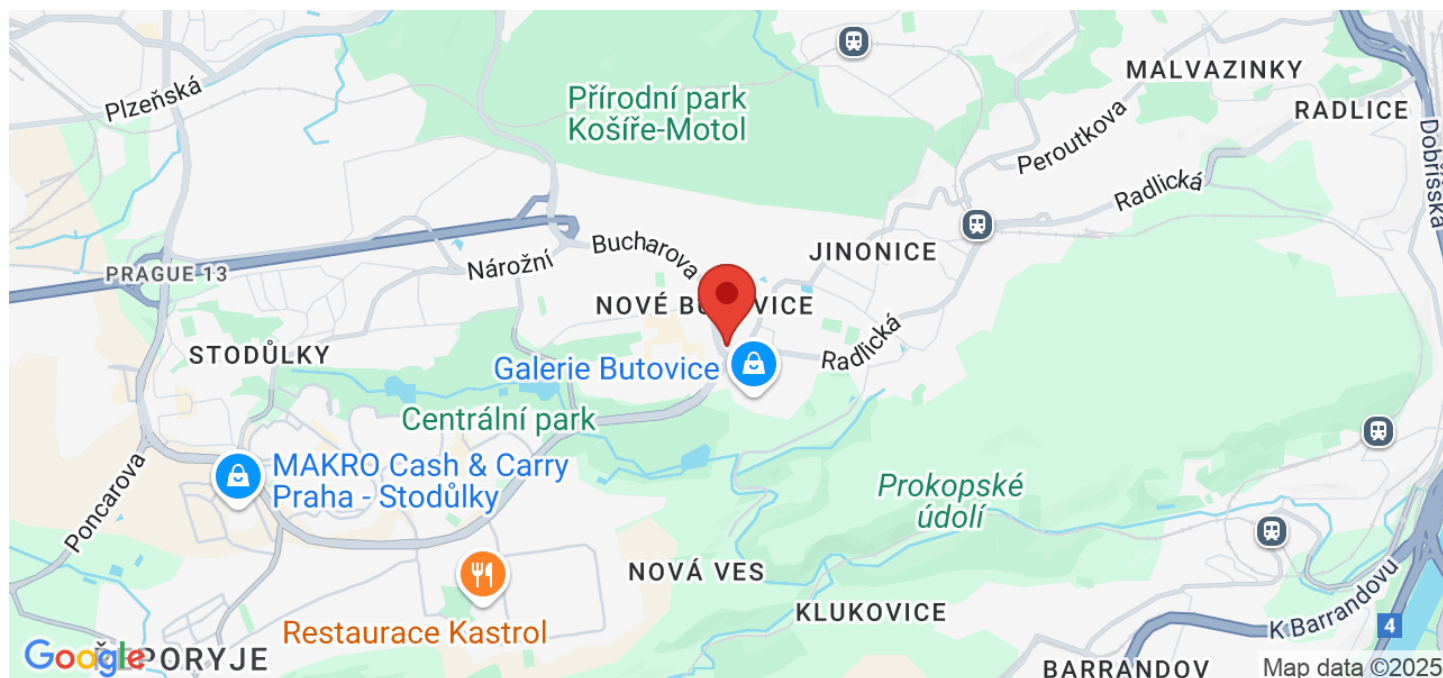 MALVAZINKY
Plzeňská
Přírodní park
Košíře-Motol
RADLICE
Peroutkova
Dobříšská
Radlická
Bucharova
JINONICE
Nárožní
PRAGUE 13
NOVÉ BUTOVICE
Radlická
STODŮLKY
Galerie Butovice
Centrální park
MAKRO Cash & Carry
Praha - Stodůlky
Poncarova
Prokopské
údolí
NOVÁ VES
KLUKOVICE
K Barrandovu
4
Restaurace Kastrol
Google
ŘEPORYJE
BARRANDOV
Map data ©2025